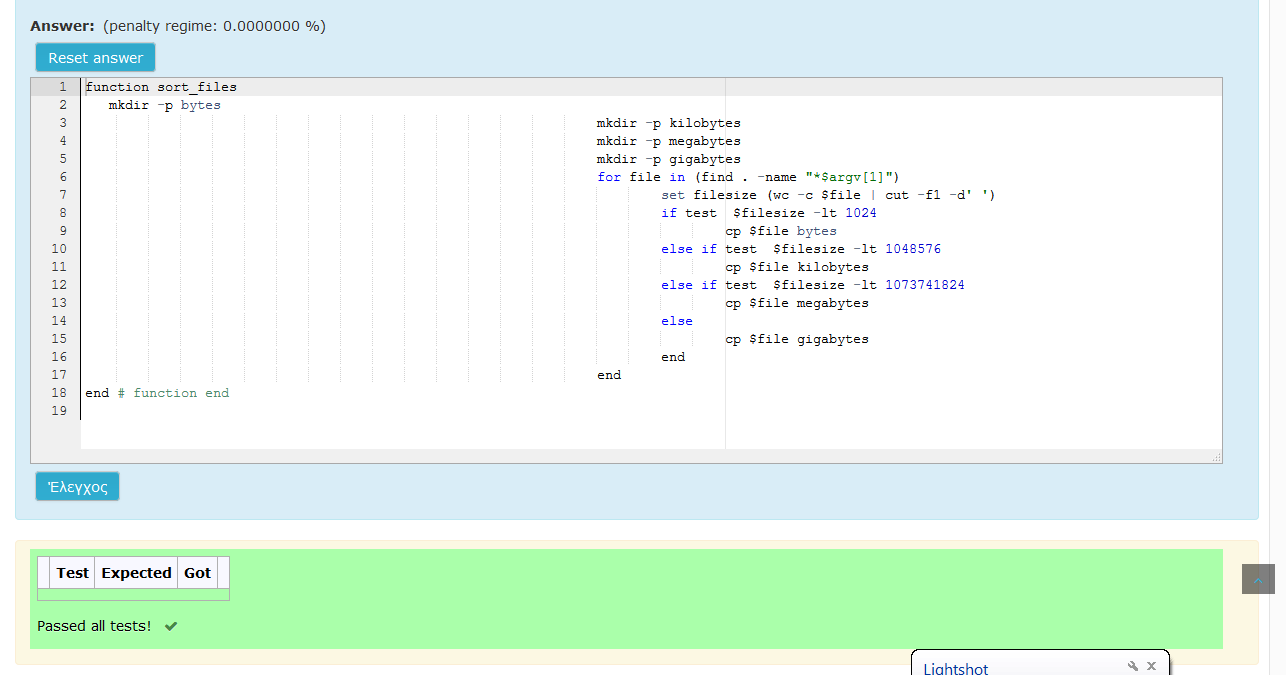 Answer: (penalty regime: 0.0000000 %)
Reset answer
1 function sort_files
2 mkdir -p bytes
3 mkdir -p kilobytes
4 mkdir -p megabytes
5 mkdir -p gigabytes
6 for file in (find . -name "*$argv[1]")
7 set filesize (wc -c $file | cut -f1 -d' ')
8 if test  $filesize -lt 1024
9 cp $file bytes
10 else if test  $filesize -lt 1048576
11 cp $file kilobytes
12 else if test  $filesize -lt 1073741824
13 cp $file megabytes
14 else
15 cp $file gigabytes
16 end
17 end
18 end # function end
19
Έλεγχος
Test Expected Got
Passed all tests!
Lightshot